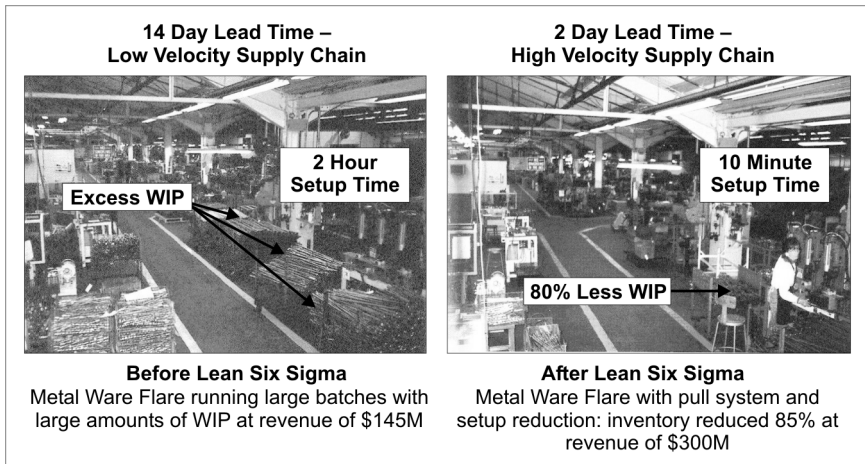 14 Day Lead Time –
Low Velocity Supply Chain
2 Hour
Setup Time
Excess WIP
Before Lean Six Sigma
Metal Ware Flare running large batches with
large amounts of WIP at revenue of $145M
2 Day Lead Time –
High Velocity Supply Chain
10 Minute
Setup Time
80% Less WIP
After Lean Six Sigma
Metal Ware Flare with pull system and
setup reduction: inventory reduced 85% at
revenue of $300M